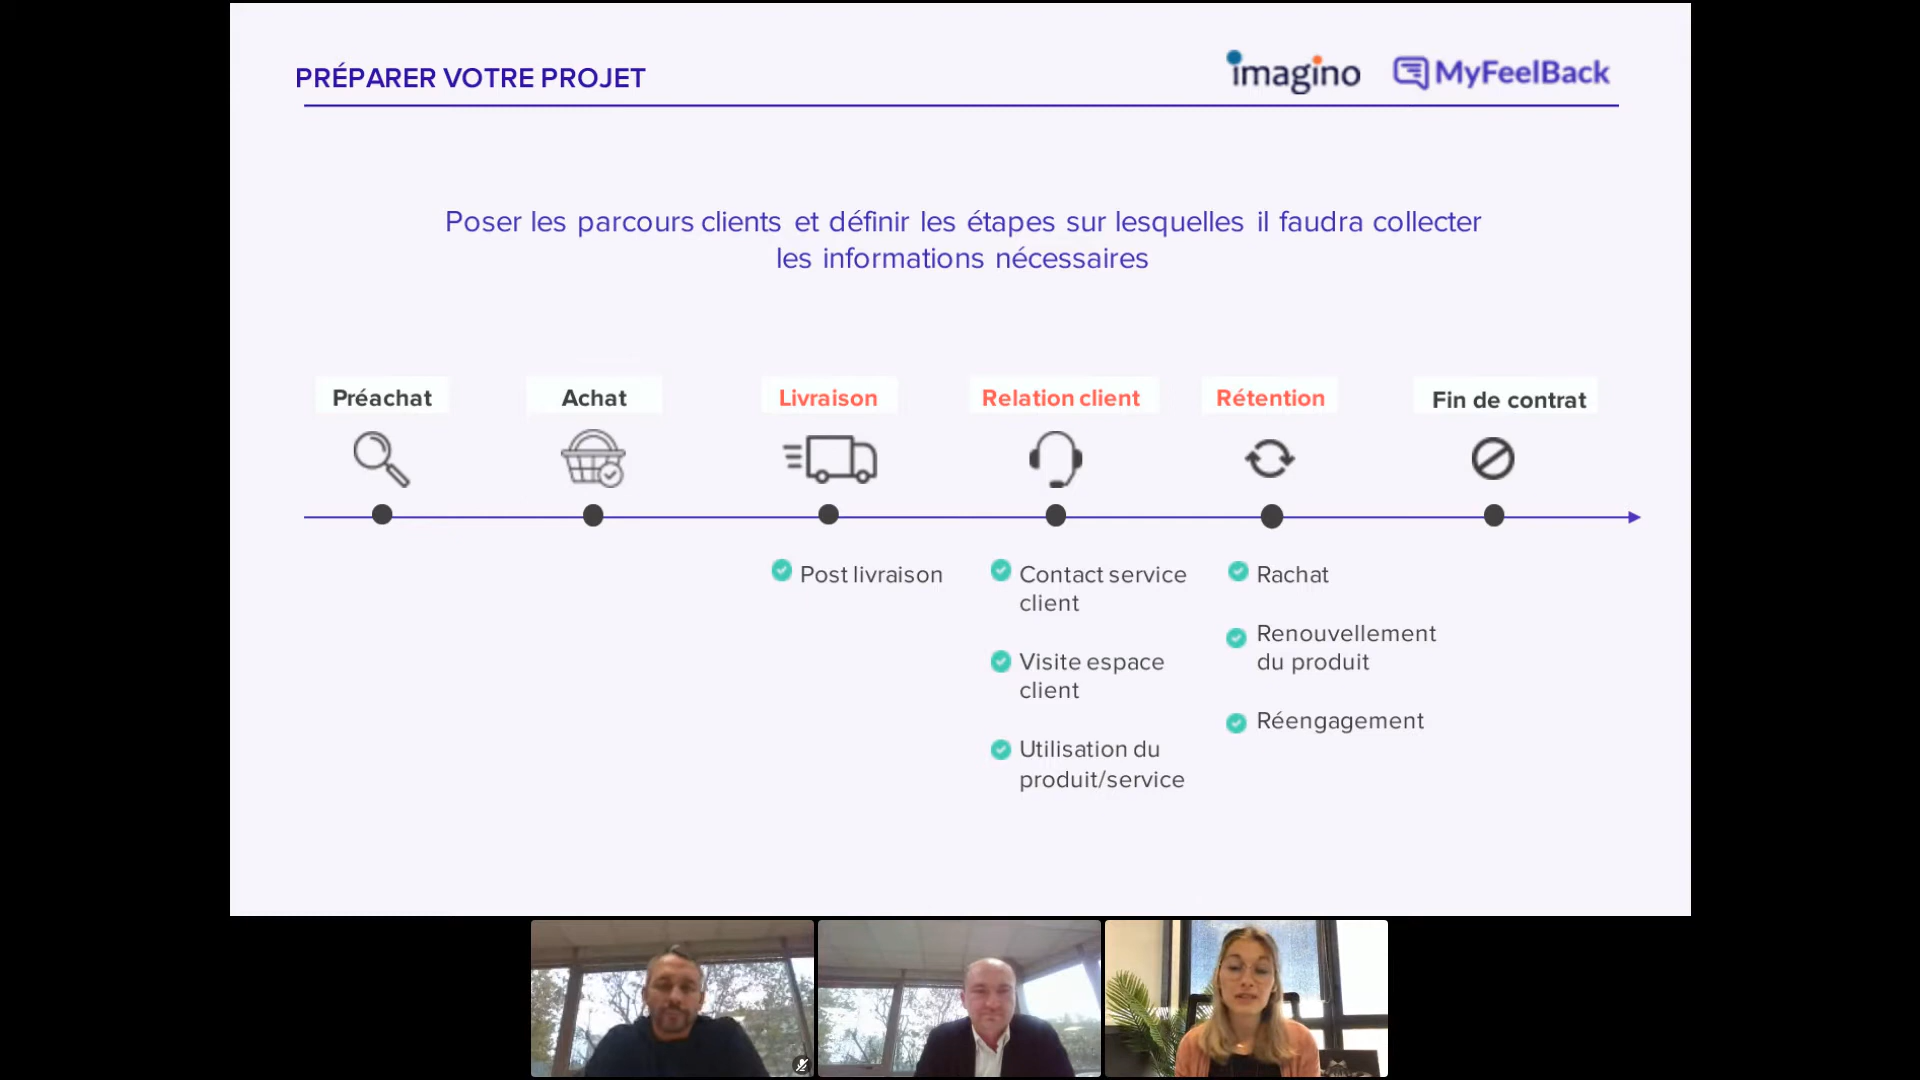 PRÉPARER VOTRE PROJET
imagino
MyFeelBack
Poser les parcours clients et définir les étapes sur lesquelles il faudra collecter
les informations nécessaires
Préachat
Achat
Livraison
Relation client
Rétention
Fin de contrat
Post livraison
Contact service
client
Visite espace
client
Utilisation du
produit/service
Rachat
Renouvellement
du produit
Réengagement